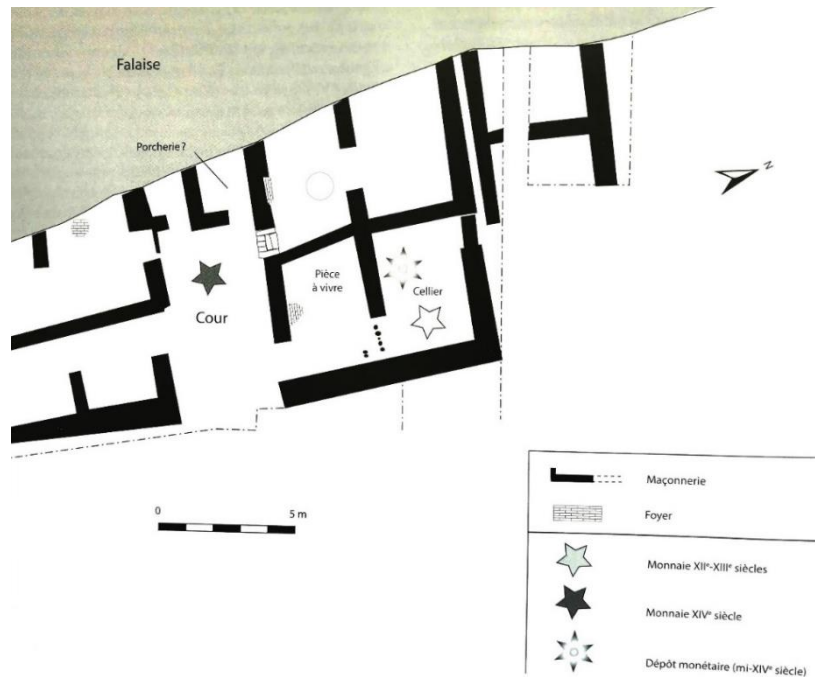 Falaise
Porcherie ?
N
Pièce
à vivre
Cellier
Cour
0
5 m
Maçonnerie
Foyer
Monnaie XIIᵉ-XIIIᵉ siècles
Monnaie XIVᵉ siècle
Dépôt monétaire (mi-XIVᵉ siècle)